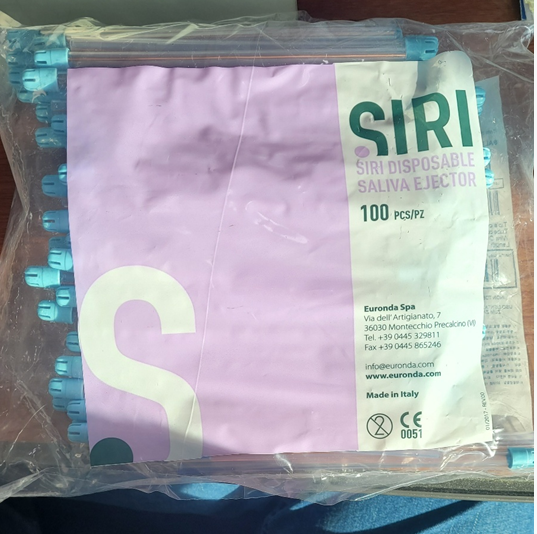 SIRI
SIRI DISPOSABLE
SALIVA EJECTOR
100 PCS/PZ
Euronda Spa
Via dell'Artigianato, 7
36030 Montecchio Precalcino (VI)
Tel. +39 0445 329811
Fax +39 0445 865246
info@euronda.com
www.euronda.com
Made in Italy
2
CE
0051
S